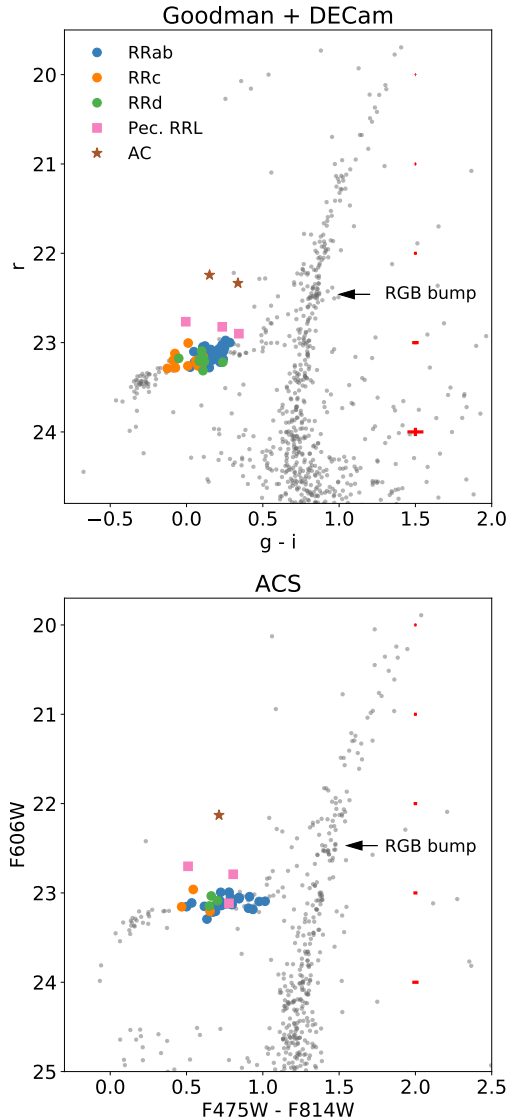 Goodman + DECam
RRab
RRc
RRd
Pec. RRL
AC
RGB bump
r
20
21
22
23
24
−0.5
0.0
0.5
1.0
1.5
2.0
g - i
ACS
RGB bump
F606W
20
21
22
23
24
25
0.0
0.5
1.0
1.5
2.0
2.5
F475W - F814W